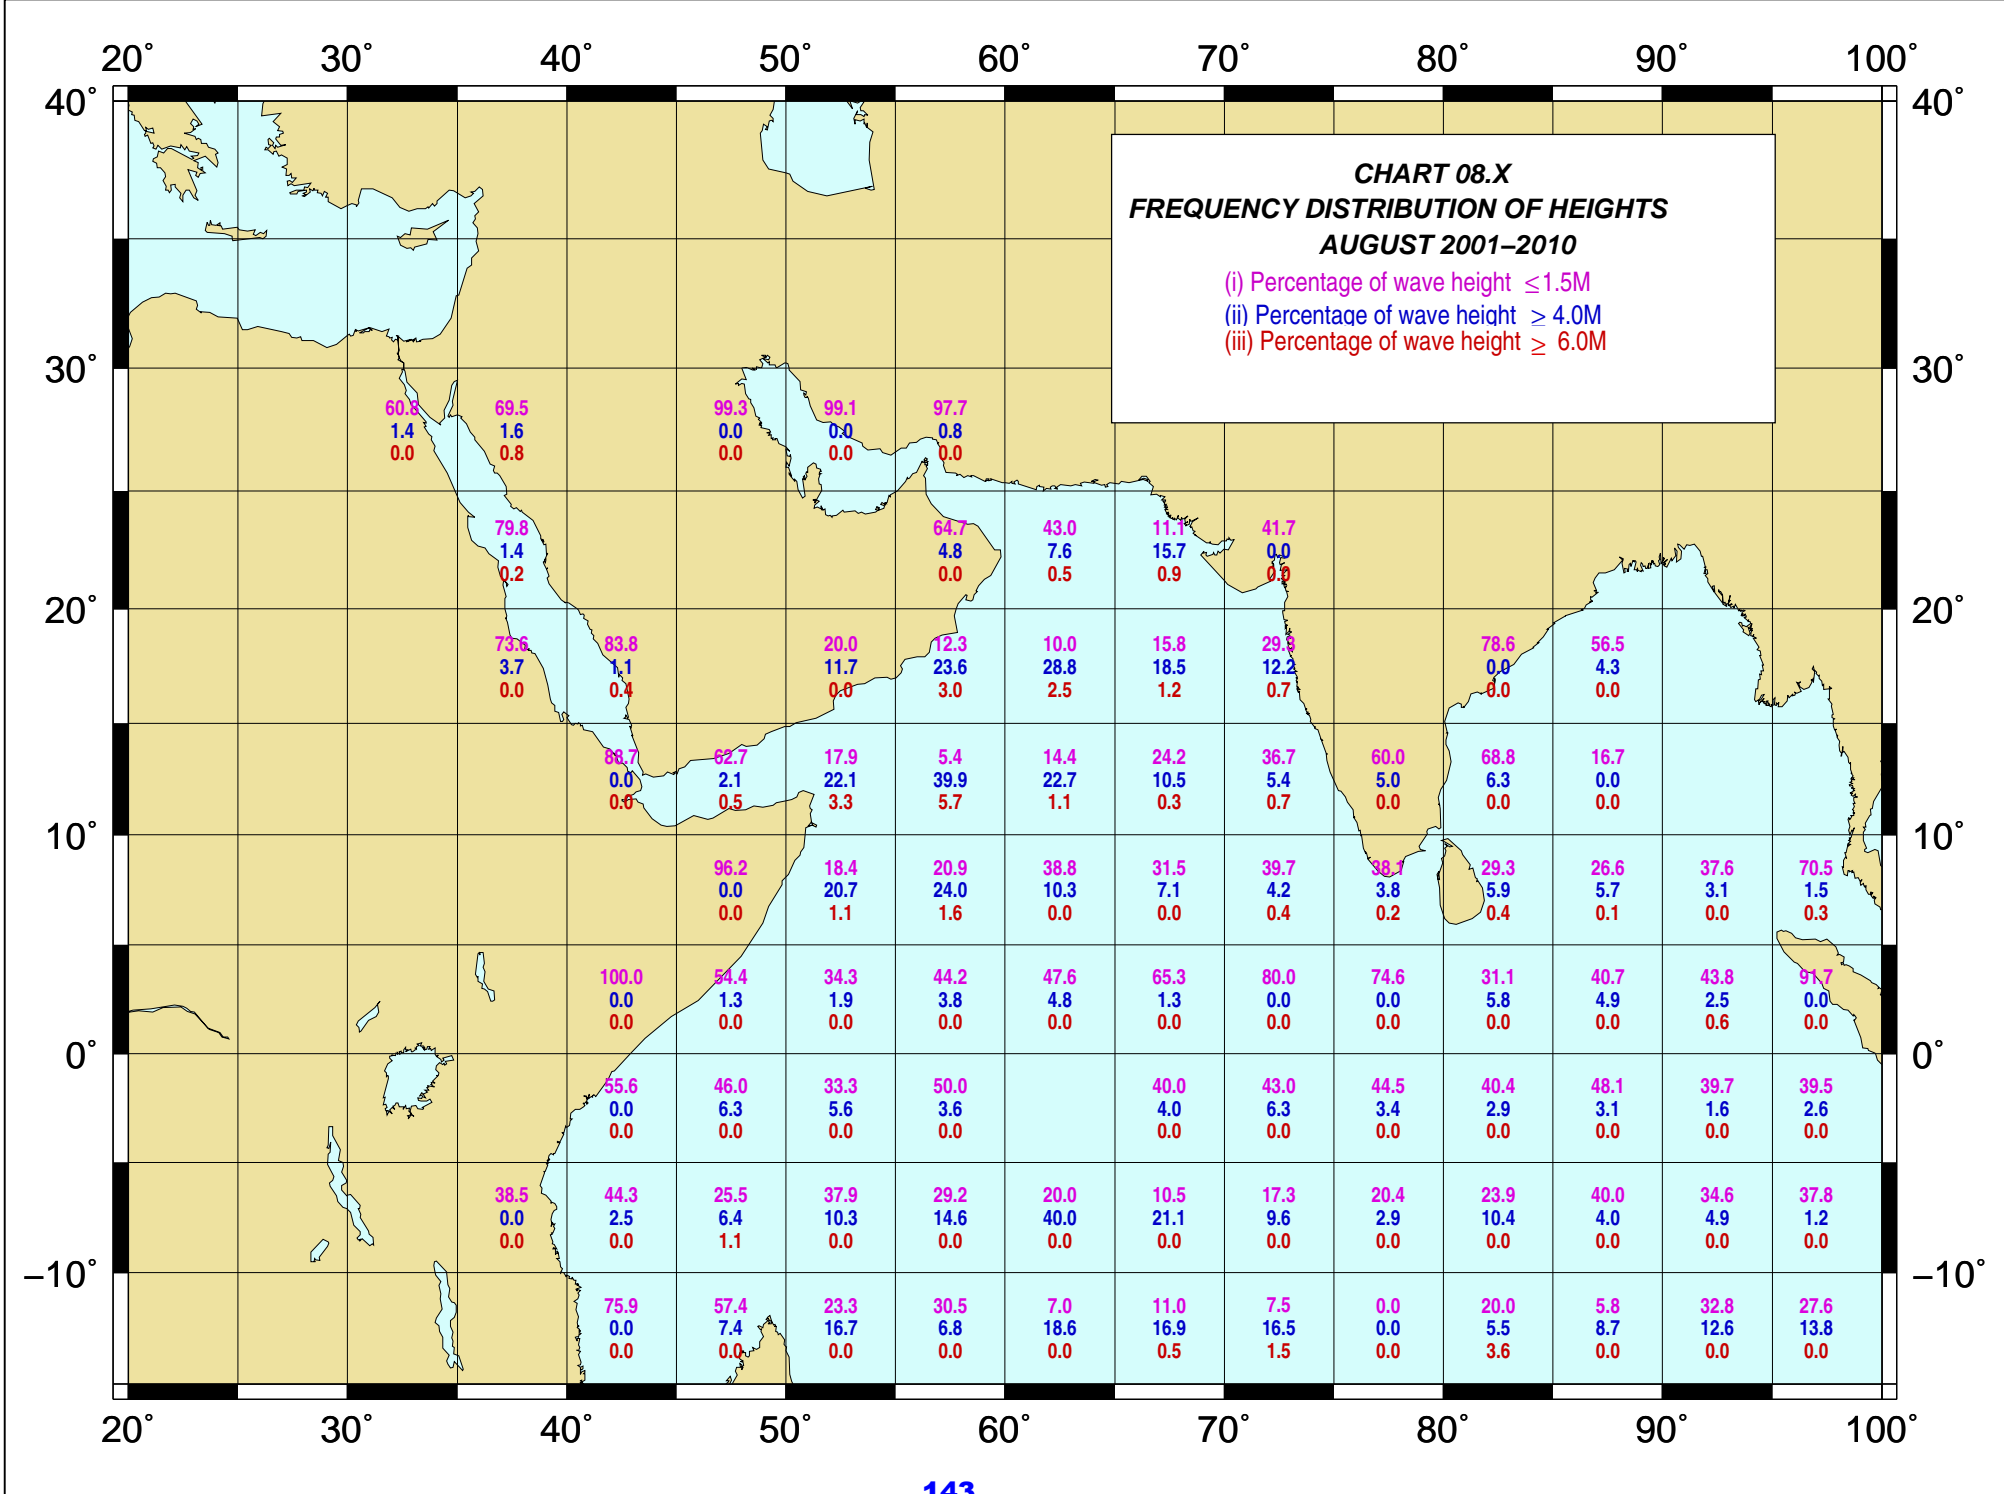 20° 30° 40° 50° 60° 70° 80° 90° 100°
40° 40°
CHART 08.X
FREQUENCY DISTRIBUTION OF HEIGHTS
AUGUST 2001–2010
(i) Percentage of wave height ≤1.5M
(ii) Percentage of wave height ≥ 4.0M
(iii) Percentage of wave height ≥ 6.0M
30° 30°
60.8 69.5 99.3 99.1 97.7
1.4 1.6 0.0 0.0 0.8
0.0 0.8 0.0 0.0 0.0
79.8 64.7 43.0 11.1 41.7
1.4 4.8 7.6 15.7 0.0
0.2 0.0 0.5 0.9 0.0
20° 20°
73.6 83.8 20.0 12.3 10.0 15.8 29.3 78.6 56.5
3.7 1.1 11.7 23.6 28.8 18.5 12.2 0.0 4.3
0.0 0.4 0.0 3.0 2.5 1.2 0.7 0.0 0.0
88.7 62.7 17.9 5.4 14.4 24.2 36.7 60.0 68.8 16.7
0.0 2.1 22.1 39.9 22.7 10.5 5.4 5.0 6.3 0.0
0.0 0.5 3.3 5.7 1.1 0.3 0.7 0.0 0.0 0.0
10° 10°
96.2 18.4 20.9 38.8 31.5 39.7 38.1 29.3 26.6 37.6 70.5
0.0 20.7 24.0 10.3 7.1 4.2 3.8 5.9 5.7 3.1 1.5
0.0 1.1 1.6 0.0 0.0 0.4 0.2 0.4 0.1 0.0 0.3
100.0 54.4 34.3 44.2 47.6 65.3 80.0 74.6 31.1 40.7 43.8 91.7
0.0 1.3 1.9 3.8 4.8 1.3 0.0 0.0 5.8 4.9 2.5 0.0
0.0 0.0 0.0 0.0 0.0 0.0 0.0 0.0 0.0 0.0 0.6 0.0
0° 0°
55.6 46.0 33.3 50.0 40.0 43.0 44.5 40.4 48.1 39.7 39.5
0.0 6.3 5.6 3.6 4.0 6.3 3.4 2.9 3.1 1.6 2.6
0.0 0.0 0.0 0.0 0.0 0.0 0.0 0.0 0.0 0.0 0.0
38.5 44.3 25.5 37.9 29.2 20.0 10.5 17.3 20.4 23.9 40.0 34.6 37.8
0.0 2.5 6.4 10.3 14.6 40.0 21.1 9.6 2.9 10.4 4.0 4.9 1.2
0.0 0.0 1.1 0.0 0.0 0.0 0.0 0.0 0.0 0.0 0.0 0.0 0.0
−10° −10°
75.9 57.4 23.3 30.5 7.0 11.0 7.5 0.0 20.0 5.8 32.8 27.6
0.0 7.4 16.7 6.8 18.6 16.9 16.5 0.0 5.5 8.7 12.6 13.8
0.0 0.0 0.0 0.0 0.0 0.5 1.5 0.0 3.6 0.0 0.0 0.0
20° 30° 40° 50° 60° 70° 80° 90° 100°
143